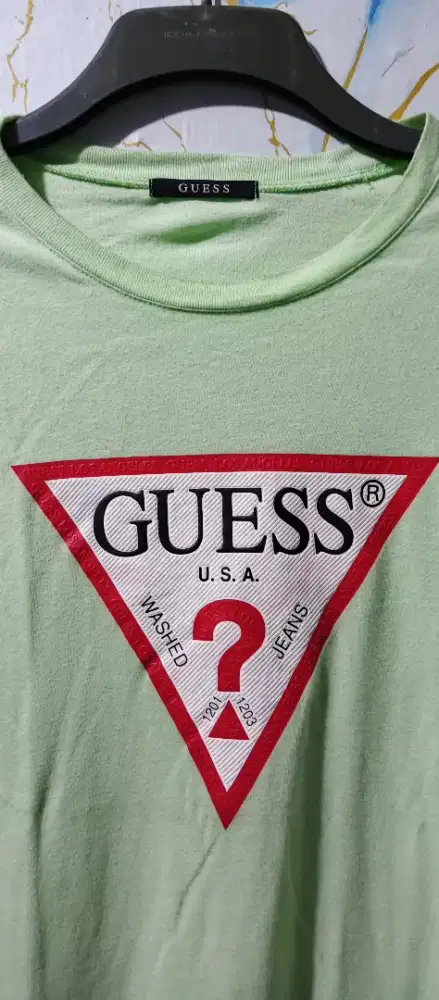 GUESS
GUESS®
U.S.A.
WASHED
JEANS
?
1201 1203